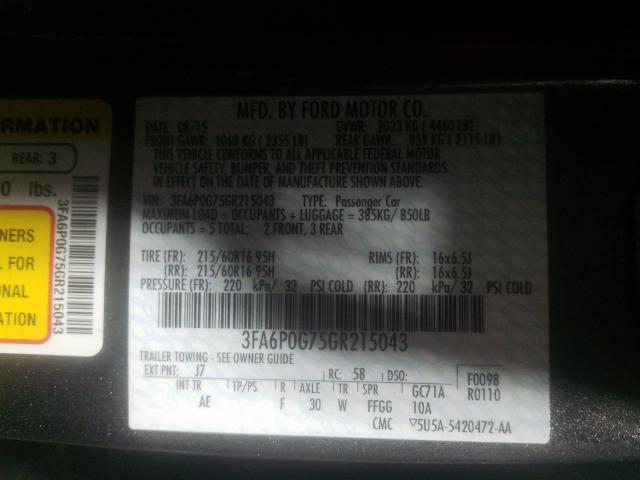 RMATION
REAR: 3
0 lbs.
NERS
L FOR
ONAL
ATION
3FA6P0G75GR215043
MFD. BY FORD MOTOR CO.
DATE: 08/15 GVWR: 2023 KG ( 4460 LB)
FRONT GAWR: 1068 KG ( 2355 LB) REAR GAWR: 959 KG ( 2115 LB)
THIS VEHICLE CONFORMS TO ALL APPLICABLE FEDERAL MOTOR
VEHICLE SAFETY, BUMPER, AND THEFT PREVENTION STANDARDS
IN EFFECT ON THE DATE OF MANUFACTURE SHOWN ABOVE.
VIN: 3FA6P0G75GR215043 TYPE: Passenger Car
MAXIMUM LOAD = OCCUPANTS + LUGGAGE = 385KG/ 850LB
OCCUPANTS = 5 TOTAL; 2 FRONT, 3 REAR
TIRE (FR): 215/60R16 95H RIMS (FR): 16x6.5J
(RR): 215/60R16 95H (RR): 16x6.5J
PRESSURE (FR): 220 kPa/ 32 PSI COLD (RR): 220 kPa/ 32 PSI COLD
3FA6P0G75GR215043
TRAILER TOWING - SEE OWNER GUIDE
EXT PNT: J7 RC: 58 DSO: F0098
INT TR TP/PS R AXLE TR SPR GC71A R0110
AE F 30 W FFGG 10A
CMC ▽5U5A-5420472-AA